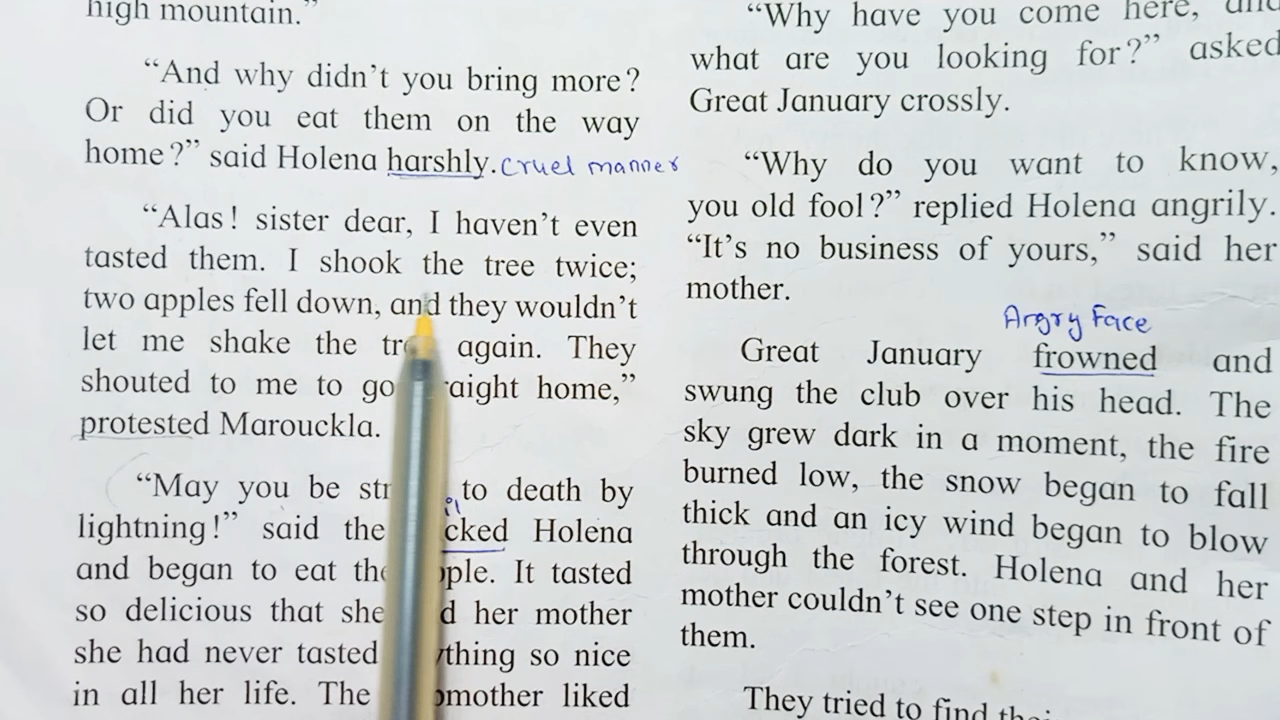 high mountain.”
“And why didn’t you bring more?
Or did you eat them on the way
home?” said Holena harshly. Cruel manner
“Alas! sister dear, I haven’t even
tasted them. I shook the tree twice;
two apples fell down, and they wouldn’t
let me shake the again. They
shouted to me to go home,”
protested Marouckla.
“May you be to death by
lightning!” said the Holena
and began to eat the. It tasted
so delicious that she her mother
she had never tasted so nice
in all her life. The liked
“Why have you come here, and
what are you looking for?” asked
Great January crossly.
“Why do you want to know,
you old fool?” replied Holena angrily.
“It’s no business of yours,” said her
mother.
Angry Face
Great January frowned and
swung the club over his head. The
sky grew dark in a moment, the fire
burned low, the snow began to fall
thick and an icy wind began to blow
through the forest. Holena and her
mother couldn’t see one step in front of
them.
They tried to find